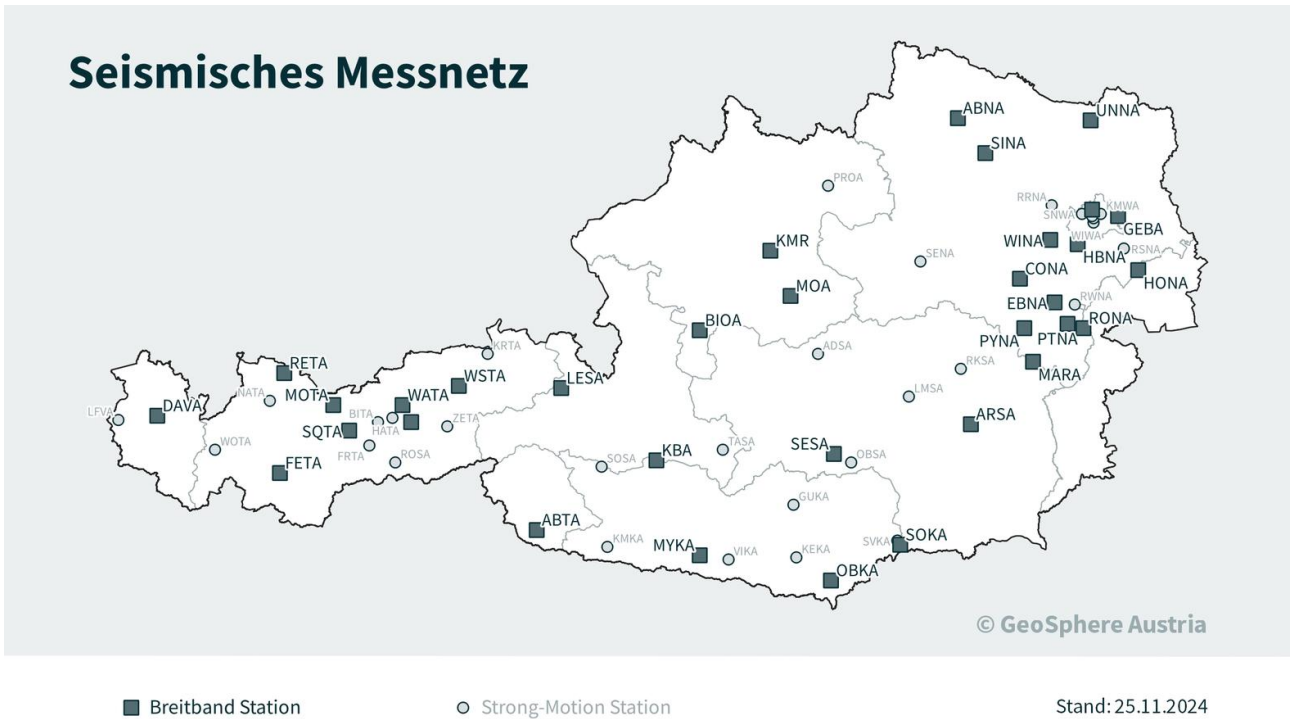 Seismisches Messnetz
ABNA
UNNA
SINA
PROA
RRNA
KMWA
SNWA
GEBA
WIWA
KMR
WINA
HBNA
RSNA
SENA
CONA
HONA
MOA
EBNA
RWNA
BIOA
RONA
PYNA
PTNA
KRTA
ADSA
RETA
RKSA
MARA
WSTA
LESA
NATA
MOTA
WATA
LMSA
LFVA
DAVA
BITA
ARSA
ZETA
SQTA
HATA
WOTA
TASA
SESA
KBA
FRTA
ROSA
OBSA
FETA
SOSA
GUKA
ABTA
SOKA
KMKA
MYKA
VIKA
KEKA
SVKA
OBKA
© GeoSphere Austria
Breitband Station
Strong-Motion Station
Stand: 25.11.2024